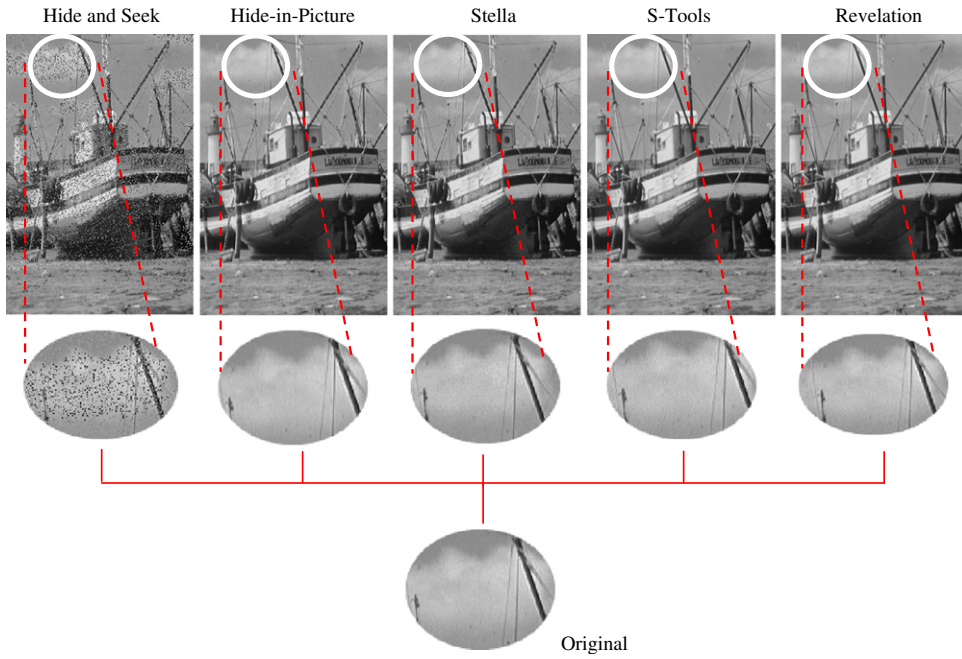 Hide and Seek
Hide-in-Picture
Stella
S-Tools
Revelation
Original